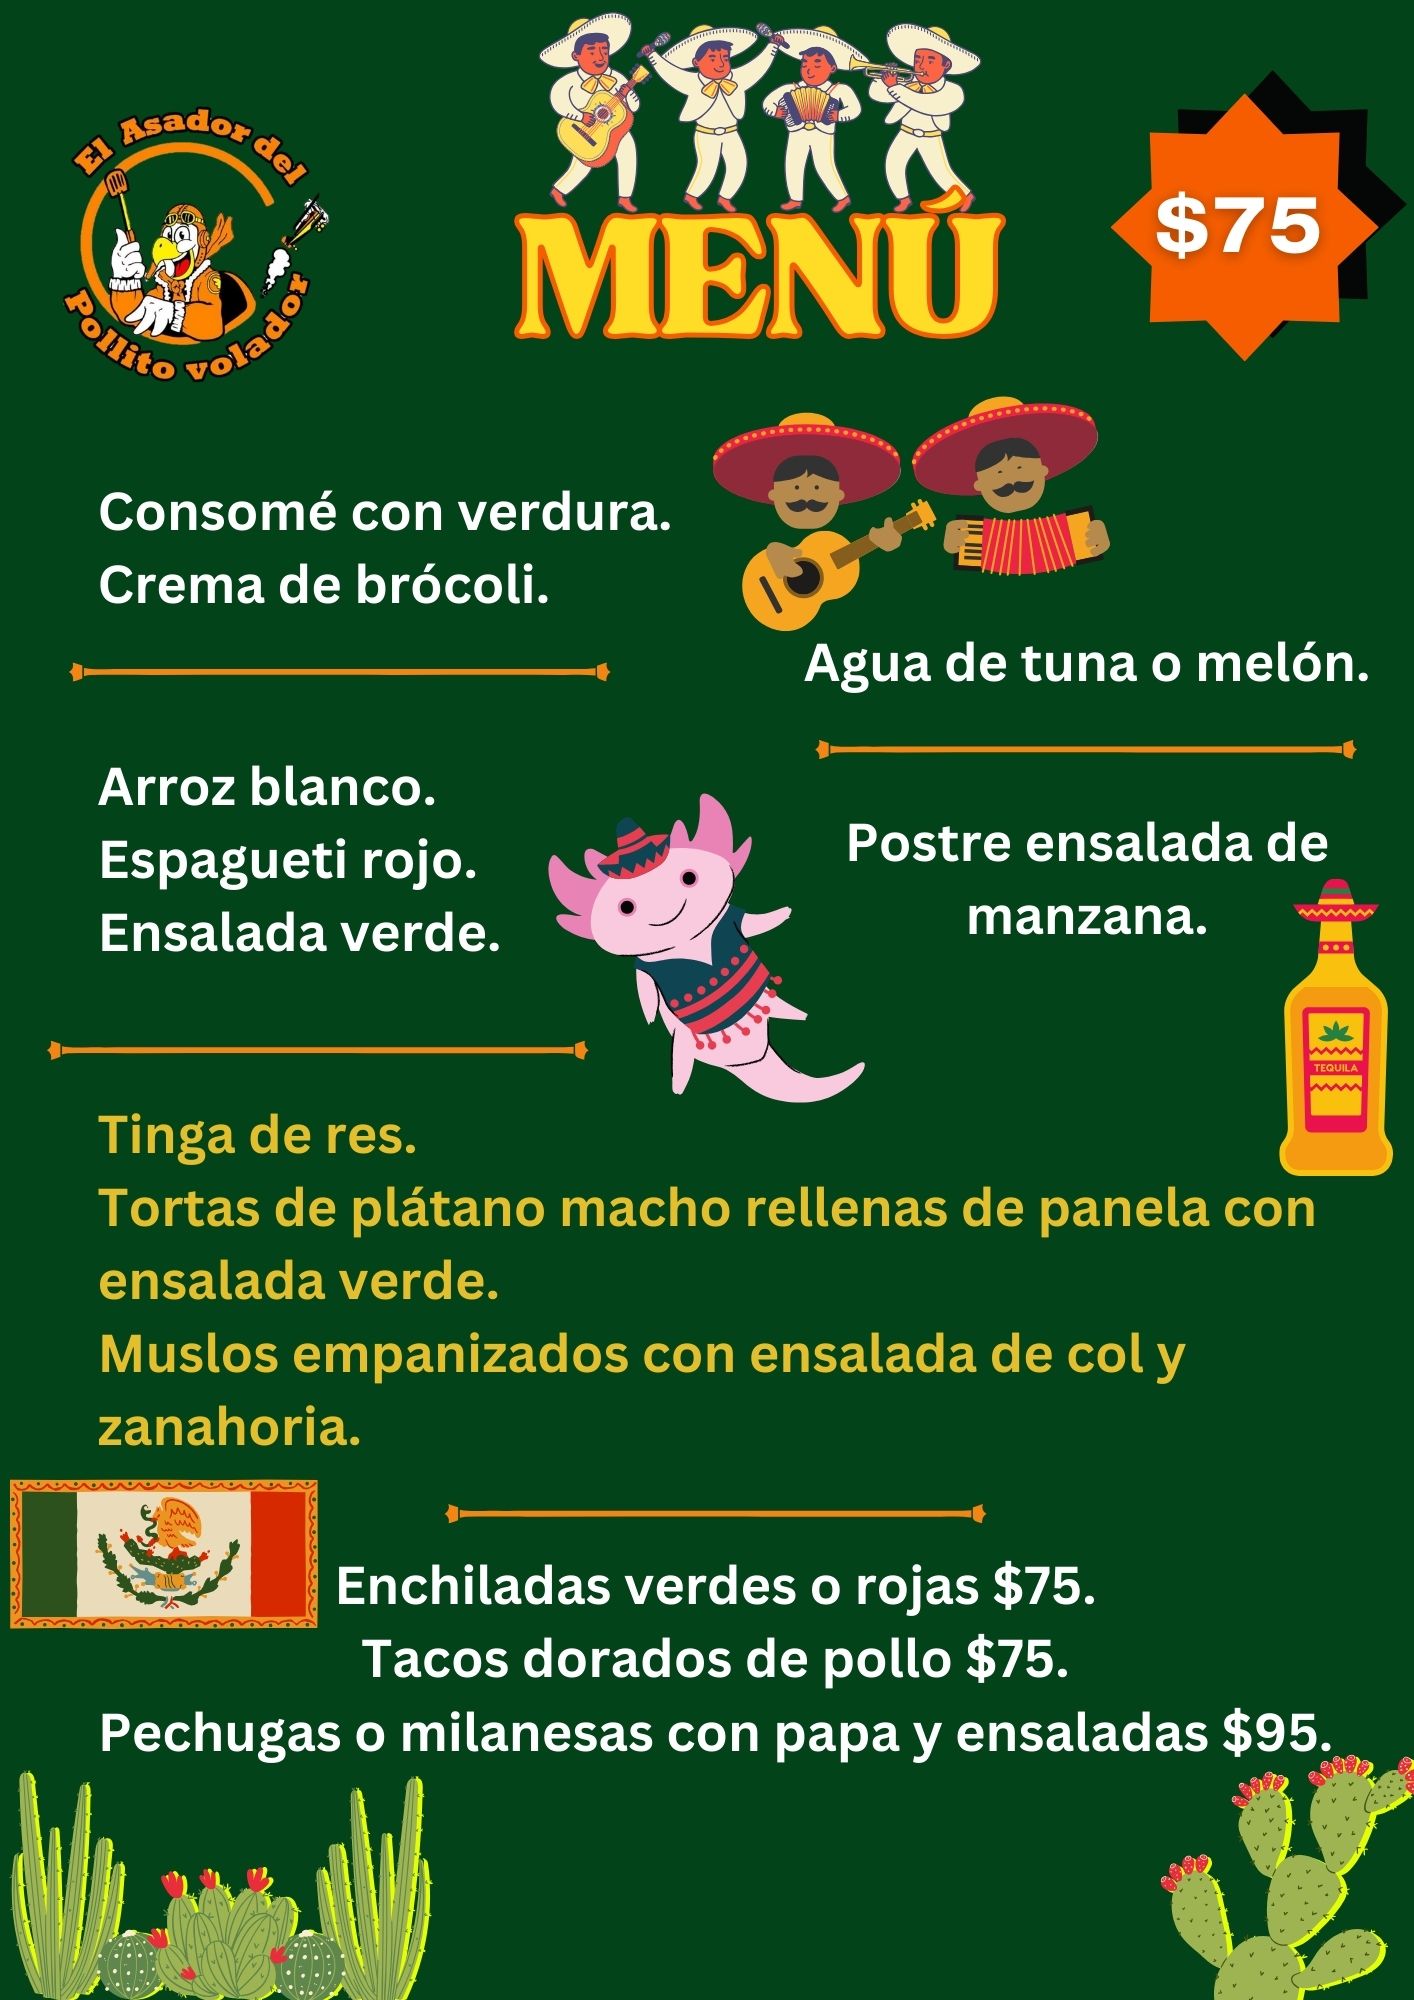 El Asador del
Pollito volador
MENÚ
$75
Consomé con verdura.
Crema de brócoli.
Agua de tuna o melón.
Arroz blanco.
Espagueti rojo.
Ensalada verde.
Postre ensalada de
manzana.
TEQUILA
Tinga de res.
Tortas de plátano macho rellenas de panela con
ensalada verde.
Muslos empanizados con ensalada de col y
zanahoria.
Enchiladas verdes o rojas $75.
Tacos dorados de pollo $75.
Pechugas o milanesas con papa y ensaladas $95.